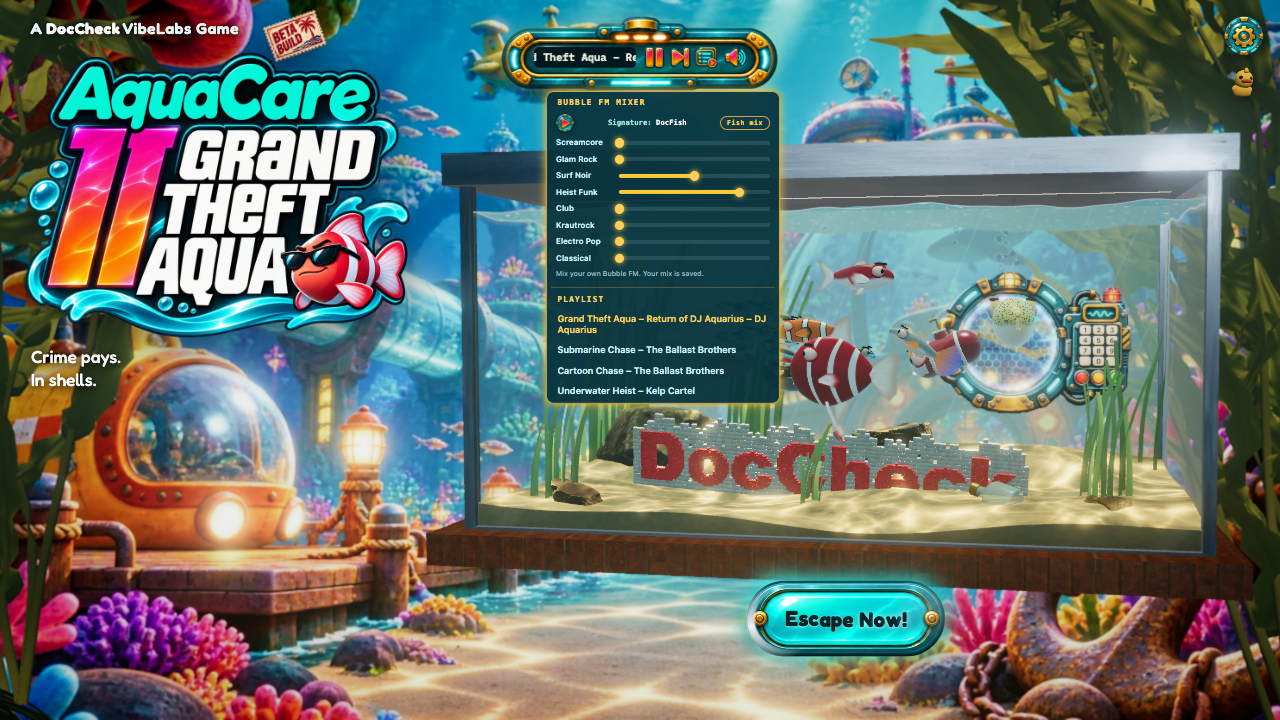 A DocCheck VibeLabs Game
BETA BUILD
AquaCare
II GRAND
THEFT
AQUA
Crime pays.
In shells.
Theft Aqua – Re
BUBBLE FM MIXER
Signature: DocFish
Fish mix
Screamcore
Glam Rock
Surf Noir
Heist Funk
Club
Krautrock
Electro Pop
Classical
Mix your own Bubble FM. Your mix is saved.
PLAYLIST
Grand Theft Aqua – Return of DJ Aquarius – DJ
Aquarius
Submarine Chase – The Ballast Brothers
Cartoon Chase – The Ballast Brothers
Underwater Heist – Kelp Cartel
DocCheck
Escape Now!